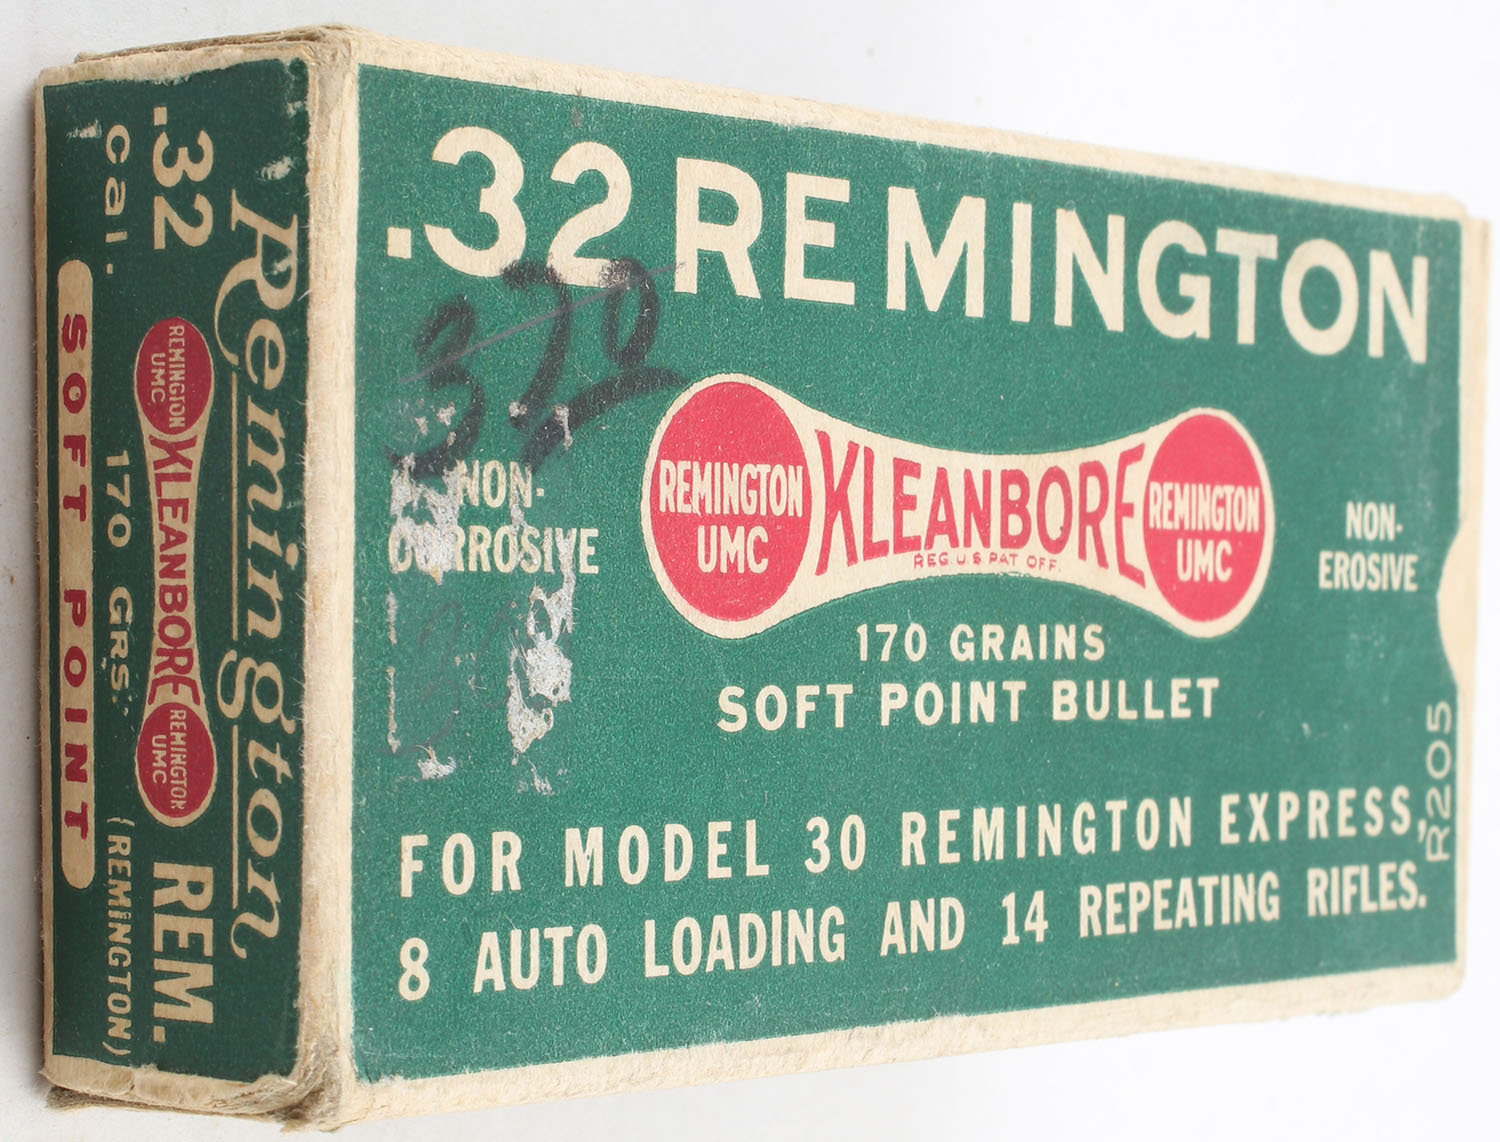 .32 REMINGTON
370
NON-
CORROSIVE
REMINGTON
UMC
KLEANBORE
REG. U.S. PAT. OFF.
REMINGTON
UMC
NON-
EROSIVE
170 GRAINS
SOFT POINT BULLET
FOR MODEL 30 REMINGTON EXPRESS,
8 AUTO LOADING AND 14 REPEATING RIFLES.
R205
Remington
.32
REMINGTON
UMC
KLEANBORE
REMINGTON
UMC
REM.
cal.
170 GRS.
(REMINGTON)
SOFT POINT